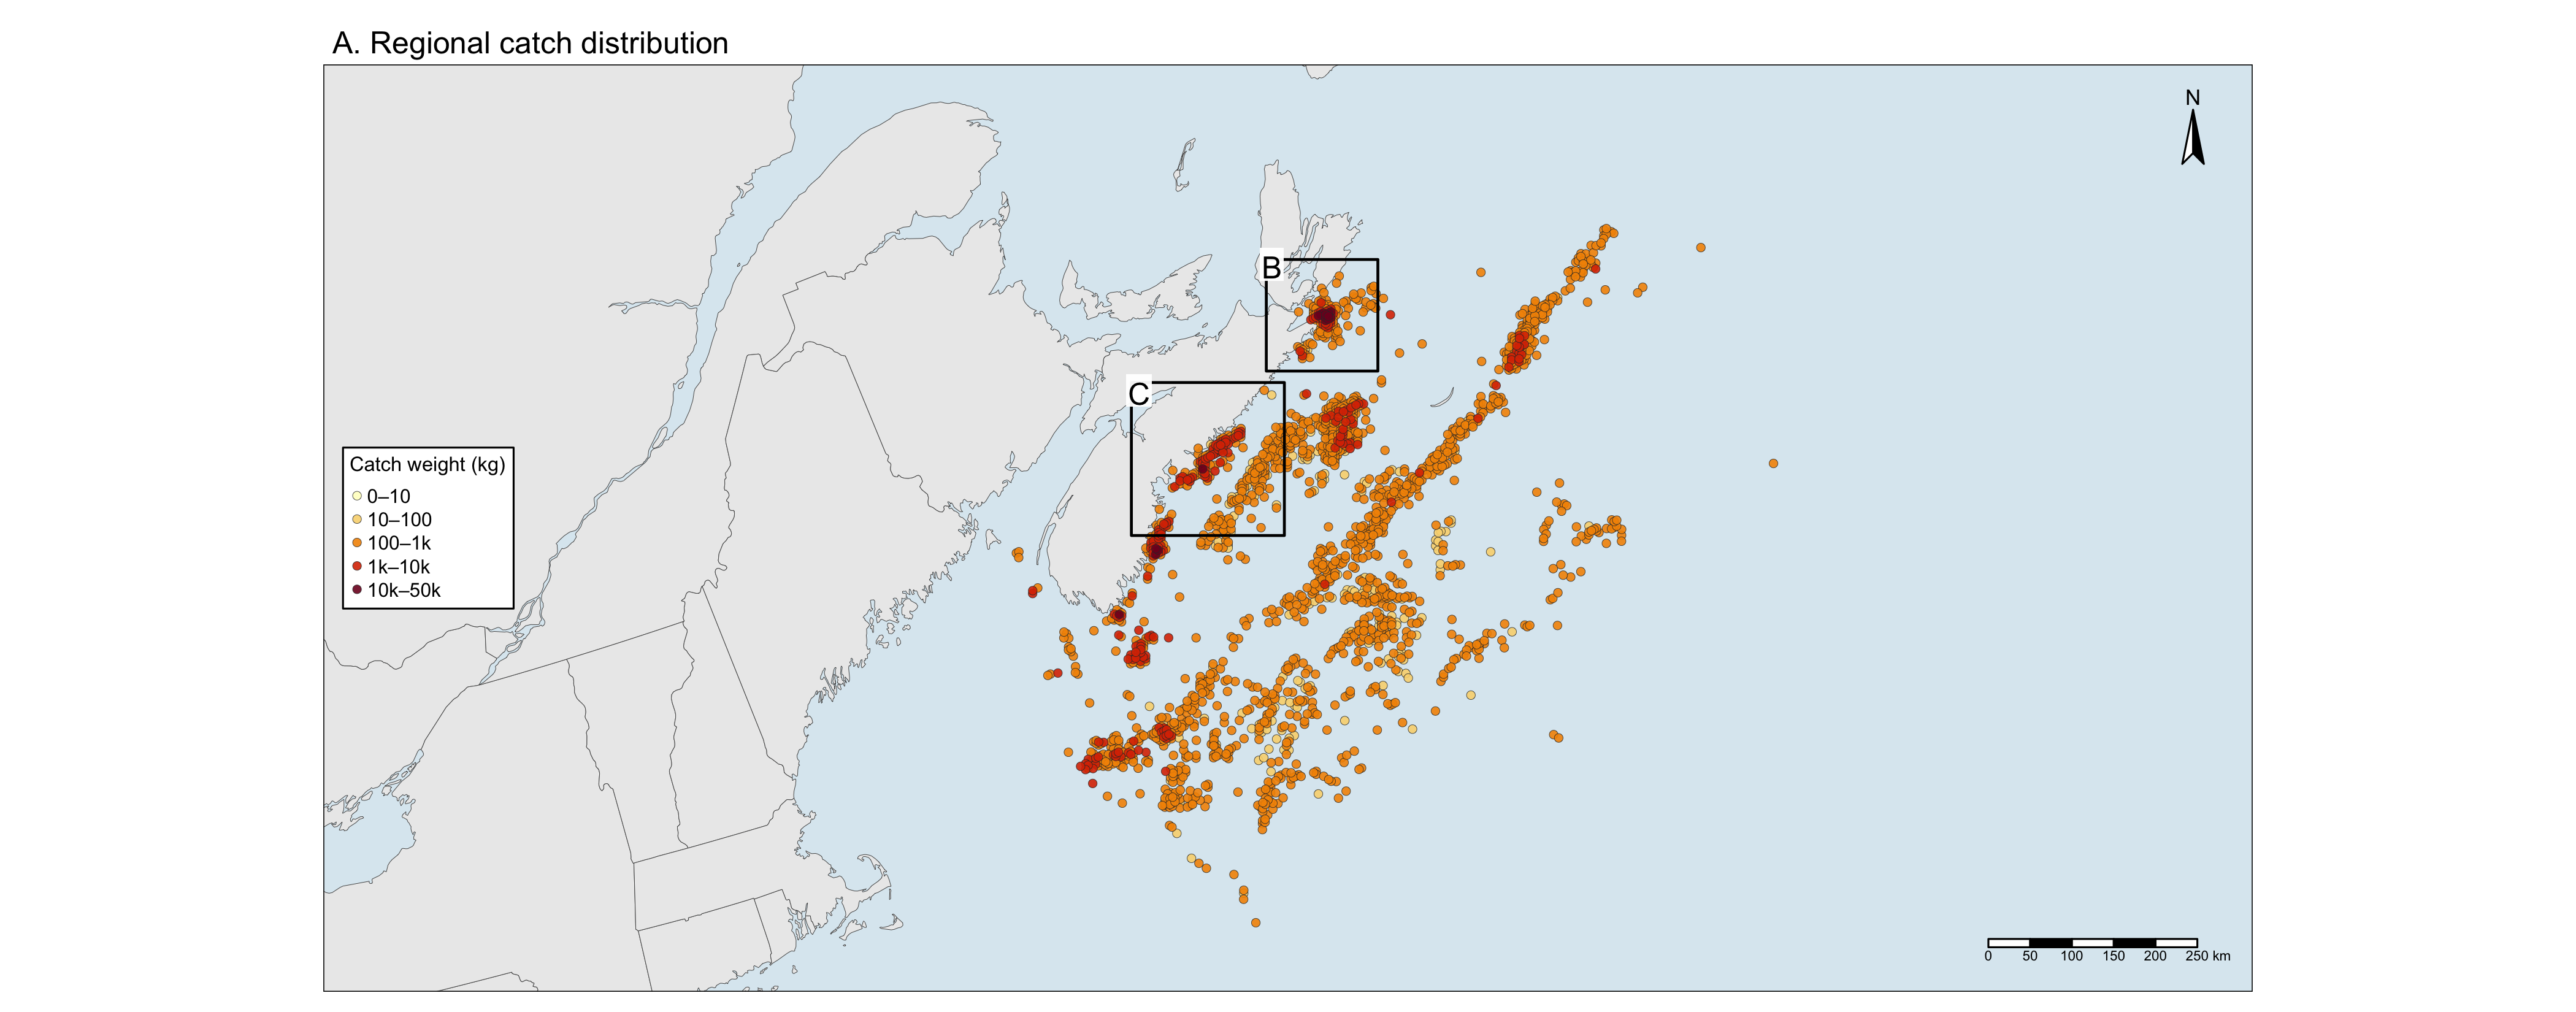 A. Regional catch distribution
N
B
C
Catch weight (kg)
0–10
10–100
100–1k
1k–10k
10k–50k
0 50 100 150 200 250 km